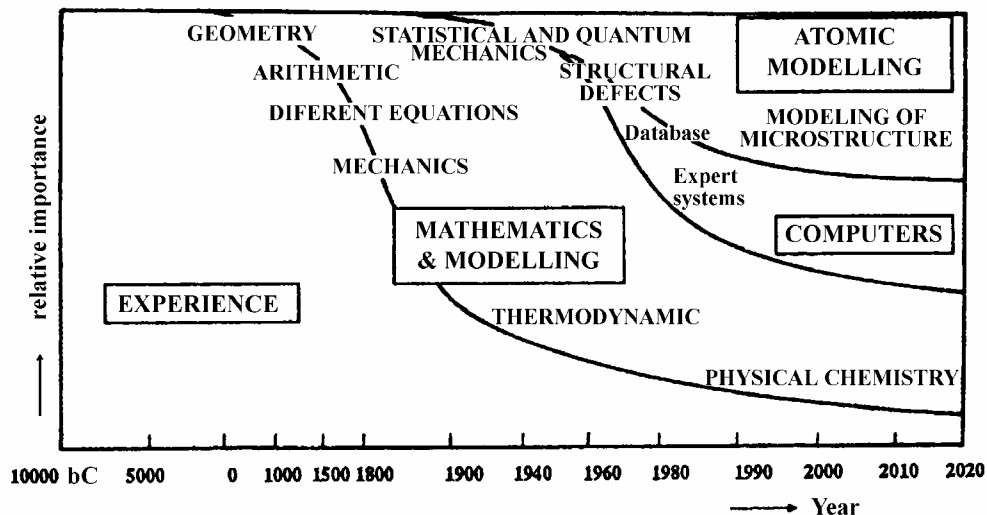 GEOMETRY
STATISTICAL AND QUANTUM
MECHANICS
ATOMIC
MODELLING
ARITHMETIC
STRUCTURAL
DEFECTS
DIFERENT EQUATIONS
Database
MODELING OF
MICROSTRUCTURE
MECHANICS
Expert
systems
MATHEMATICS
& MODELLING
COMPUTERS
EXPERIENCE
THERMODYNAMIC
PHYSICAL CHEMISTRY
relative importance
10000 bC 5000 0 1000 1500 1800 1900 1940 1960 1980 1990 2000 2010 2020
Year